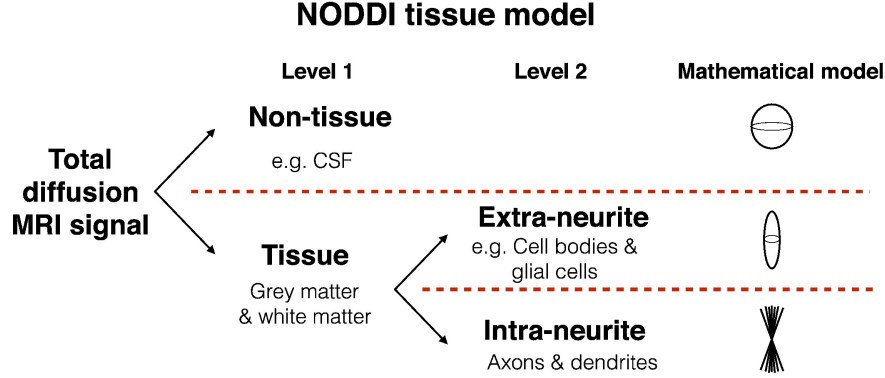 NODDI tissue model
Level 1
Level 2
Mathematical model
Non-tissue
e.g. CSF
Total
diffusion
MRI signal
Extra-neurite
e.g. Cell bodies &
glial cells
Tissue
Grey matter
& white matter
Intra-neurite
Axons & dendrites